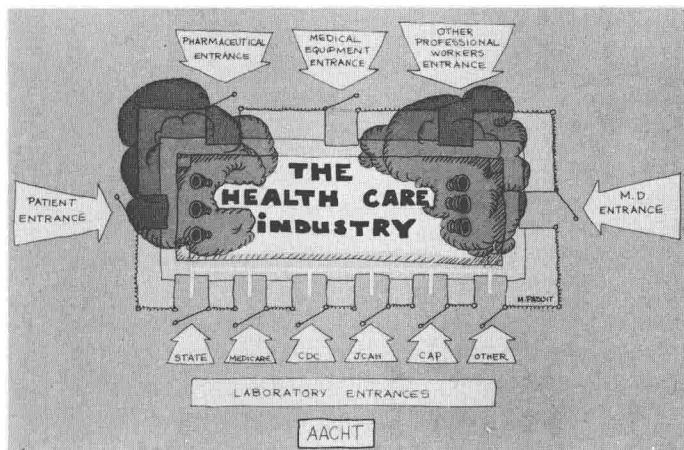 PHARMACEUTICAL
ENTRANCE
MEDICAL
EQUIPMENT
ENTRANCE
OTHER
PROFESSIONAL
WORKERS
ENTRANCE
THE
HEALTH CARE
INDUSTRY
PATIENT
ENTRANCE
M.D
ENTRANCE
M. PADUIT
STATE
MEDICARE
CDC
JCAH
CAP
OTHER
LABORATORY ENTRANCES
AACHT